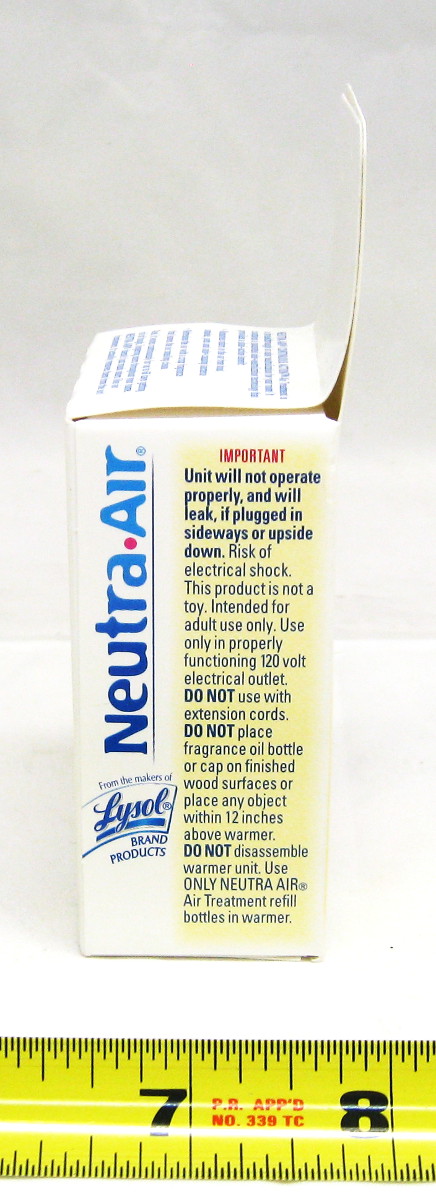 Neutra•Air®
From the makers of
Lysol®
BRAND
PRODUCTS
IMPORTANT
Unit will not operate
properly, and will
leak, if plugged in
sideways or upside
down. Risk of
electrical shock.
This product is not a
toy. Intended for
adult use only. Use
only in properly
functioning 120 volt
electrical outlet.
DO NOT use with
extension cords.
DO NOT place
fragrance oil bottle
or cap on finished
wood surfaces or
place any object
within 12 inches
above warmer.
DO NOT disassemble
warmer unit. Use
ONLY NEUTRA AIR®
Air Treatment refill
bottles in warmer.
7 8
P.R. APP'D
NO. 339 TC